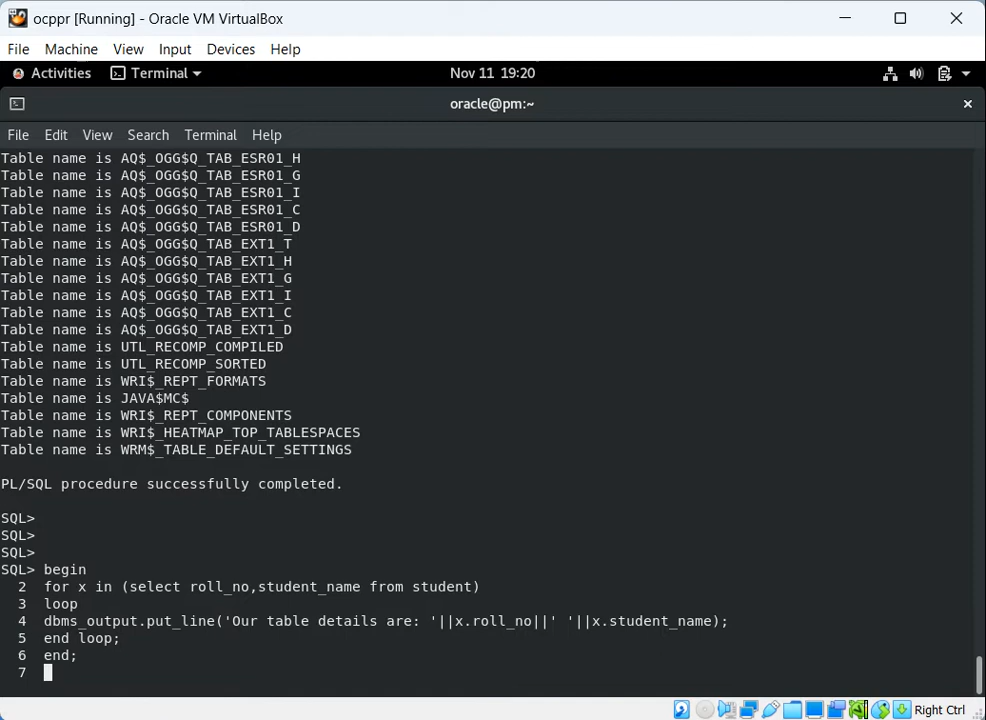 ocppr [Running] - Oracle VM VirtualBox
File Machine View Input Devices Help
Activities Terminal Nov 11 19:20
oracle@pm:~
File Edit View Search Terminal Help
Table name is AQ$_OGG$Q_TAB_ESR01_H
Table name is AQ$_OGG$Q_TAB_ESR01_G
Table name is AQ$_OGG$Q_TAB_ESR01_I
Table name is AQ$_OGG$Q_TAB_ESR01_C
Table name is AQ$_OGG$Q_TAB_ESR01_D
Table name is AQ$_OGG$Q_TAB_EXT1_T
Table name is AQ$_OGG$Q_TAB_EXT1_H
Table name is AQ$_OGG$Q_TAB_EXT1_G
Table name is AQ$_OGG$Q_TAB_EXT1_I
Table name is AQ$_OGG$Q_TAB_EXT1_C
Table name is AQ$_OGG$Q_TAB_EXT1_D
Table name is UTL_RECOMP_COMPILED
Table name is UTL_RECOMP_SORTED
Table name is WRI$_REPT_FORMATS
Table name is JAVA$MC$
Table name is WRI$_REPT_COMPONENTS
Table name is WRI$_HEATMAP_TOP_TABLESPACES
Table name is WRM$_TABLE_DEFAULT_SETTINGS
PL/SQL procedure successfully completed.
SQL>
SQL>
SQL>
SQL> begin
2 for x in (select roll_no,student_name from student)
3 loop
4 dbms_output.put_line('Our table details are: '||x.roll_no||' '||x.student_name);
5 end loop;
6 end;
7
Right Ctrl